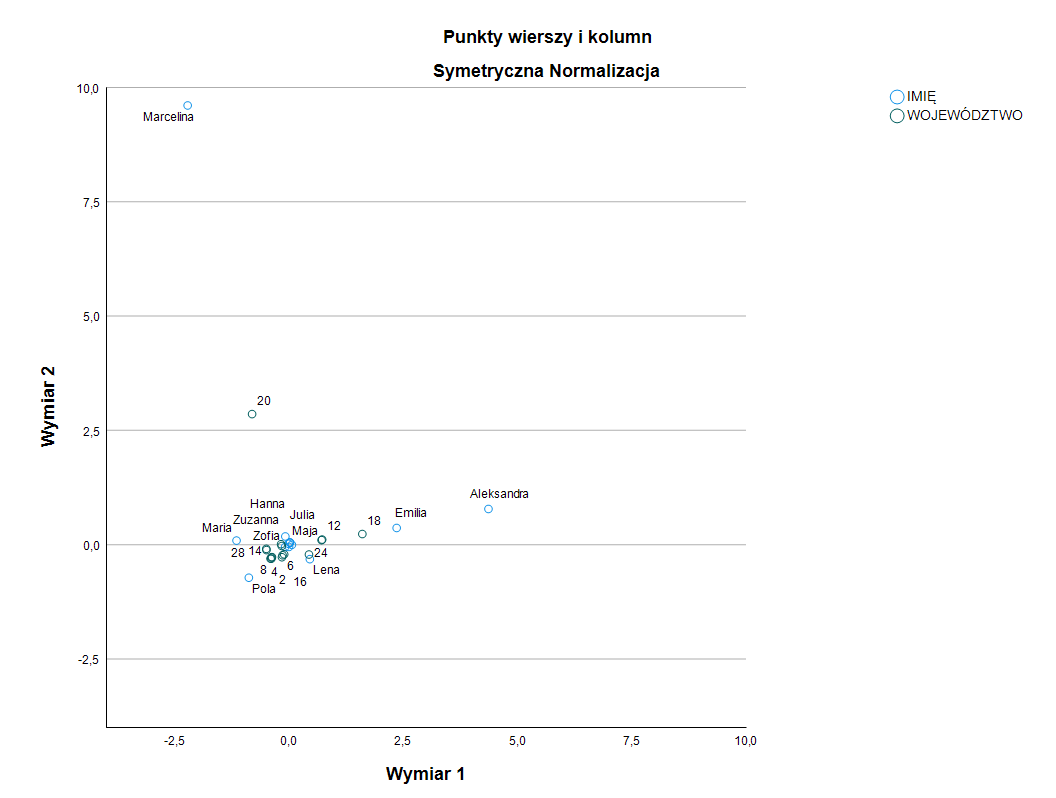 Punkty wierszy i kolumn
Symetryczna Normalizacja
IMIĘ
WOJEWÓDZTWO
10,0
7,5
5,0
2,5
0,0
-2,5
Wymiar 2
Marcelina
20
Aleksandra
Hanna
Emilia
Julia
Zuzanna
18
Maria
12
Maja
Zofia
28
14
24
6
8
4
Lena
2
16
Pola
-2,5
0,0
2,5
5,0
7,5
10,0
Wymiar 1